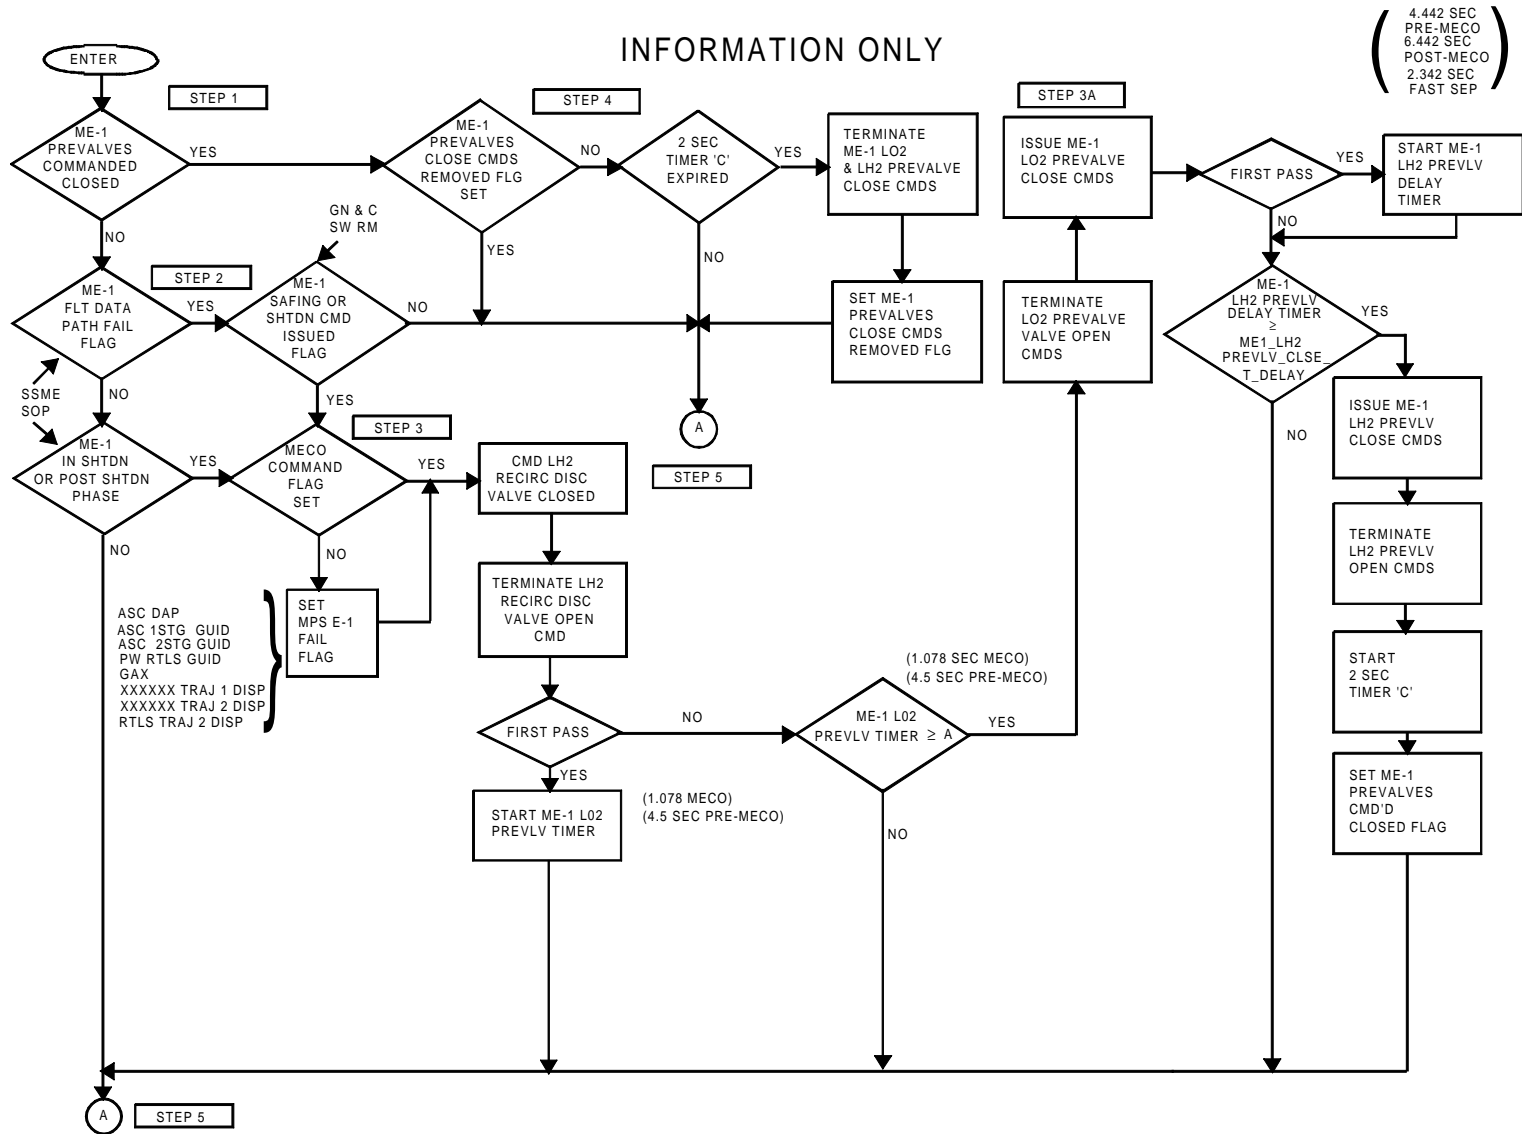 INFORMATION ONLY
4.442 SEC
PRE-MECO
6.442 SEC
POST-MECO
2.342 SEC
FAST SEP
ENTER
STEP 1
ME-1
PREVALVES
COMMANDED
CLOSED
YES
NO
ME-1
PREVALVES
CLOSE CMDS
REMOVED FLG
SET
NO
YES
STEP 4
2 SEC
TIMER 'C'
EXPIRED
YES
NO
TERMINATE
ME-1 LO2
& LH2 PREVALVE
CLOSE CMDS
SET ME-1
PREVALVES
CLOSE CMDS
REMOVED FLG
STEP 2
ME-1
FLT DATA
PATH FAIL
FLAG
YES
NO
GN & C
SW RM
ME-1
SAFING OR
SHTDN CMD
ISSUED
FLAG
NO
YES
A
STEP 5
SSME
SOP
ME-1
IN SHTDN
OR POST SHTDN
PHASE
YES
NO
STEP 3
MECO
COMMAND
FLAG
SET
YES
NO
ASC DAP
ASC 1STG GUID
ASC 2STG GUID
PW RTLS GUID
GAX
XXXXXX TRAJ 1 DISP
XXXXXX TRAJ 2 DISP
RTLS TRAJ 2 DISP
SET
MPS E-1
FAIL
FLAG
CMD LH2
RECIRC DISC
VALVE CLOSED
TERMINATE LH2
RECIRC DISC
VALVE OPEN
CMD
FIRST PASS
NO
YES
START ME-1 L02
PREVLV TIMER
(1.078 MECO)
(4.5 SEC PRE-MECO)
(1.078 SEC MECO)
(4.5 SEC PRE-MECO)
ME-1 L02
PREVLV TIMER ≥ A
YES
NO
STEP 3A
ISSUE ME-1
LO2 PREVALVE
CLOSE CMDS
TERMINATE
LO2 PREVALVE
VALVE OPEN
CMDS
FIRST PASS
YES
NO
START ME-1
LH2 PREVLV
DELAY
TIMER
ME-1
LH2 PREVLV
DELAY TIMER
≥
ME1_LH2
PREVLV_CLSE_
T_DELAY
YES
NO
ISSUE ME-1
LH2 PREVLV
CLOSE CMDS
TERMINATE
LH2 PREVLV
OPEN CMDS
START
2 SEC
TIMER 'C'
SET ME-1
PREVALVES
CMD'D
CLOSED FLAG
A
STEP 5